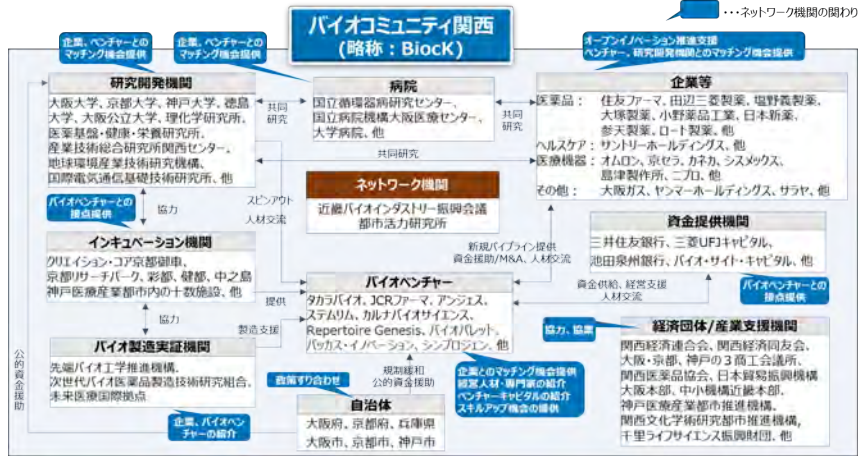 ・・・ネットワーク機関の関わり
バイオコミュニティ関西
（略称：BiocK）
企業、ベンチャーとの
マッチング機会提供
企業、ベンチャーとの
マッチング機会提供
オープンイノベーション推進支援
ベンチャー、研究開発機関とのマッチング機会提供
研究開発機関
大阪大学、京都大学、神戸大学、徳島
大学、大阪公立大学、理化学研究所、
医薬基盤・健康・栄養研究所、
産業技術総合研究所関西センター、
地球環境産業技術研究機構、
国際電気通信基礎技術研究所、他
共同
研究
病院
国立循環器病研究センター、
国立病院機構大阪医療センター、
大学病院、他
共同
研究
企業等
医薬品： 住友ファーマ、田辺三菱製薬、塩野義製薬、
大塚製薬、小野薬品工業、日本新薬、
参天製薬、ロート製薬、他
ヘルスケア：サントリーホールディングス、他
医療機器：オムロン、京セラ、カネカ、シスメックス、
島津製作所、ニプロ、他
その他： 大阪ガス、ヤンマーホールディングス、サラヤ、他
共同研究
ネットワーク機関
近畿バイオインダストリー振興会議
都市活力研究所
バイオベンチャーとの
接点提供
協力
スピンアウト
人材交流
インキュベーション機関
クリエイション・コア京都御車、
京都リサーチパーク、彩都、健都、中之島
神戸医療産業都市内の十数施設、他
提供
新規パイプライン提供
資金援助/M&A、人材交流
資金提供機関
三井住友銀行、三菱UFJキャピタル、
池田泉州銀行、バイオ・サイト・キャピタル、他
バイオベンチャーとの
接点提供
資金供給、経営支援
人材交流
バイオベンチャー
タカラバイオ、JCRファーマ、アンジェス、
ステムリム、カルナバイオサイエンス、
Repertoire Genesis、バイオパレット、
バッカス・イノベーション、シンプロジェン、他
協力
製造支援
バイオ製造実証機関
先端バイオ工学推進機構、
次世代バイオ医薬品製造技術研究組合、
未来医療国際拠点
企業、バイオベン
チャーの紹介
公的資金援助
政策すり合わせ
規制緩和
公的資金援助
企業とのマッチング機会提供
経営人材・専門家の紹介
ベンチャーキャピタルの紹介
スキルアップ機会の提供
自治体
大阪府、京都府、兵庫県
大阪市、京都市、神戸市
協力、協業
経済団体/産業支援機関
関西経済連合会、関西経済同友会、
大阪・京都、神戸の３商工会議所、
関西医薬品協会、日本貿易振興機構
大阪本部、中小機構近畿本部、
神戸医療産業都市推進機構、
関西文化学術研究都市推進機構、
千里ライフサイエンス振興財団、他